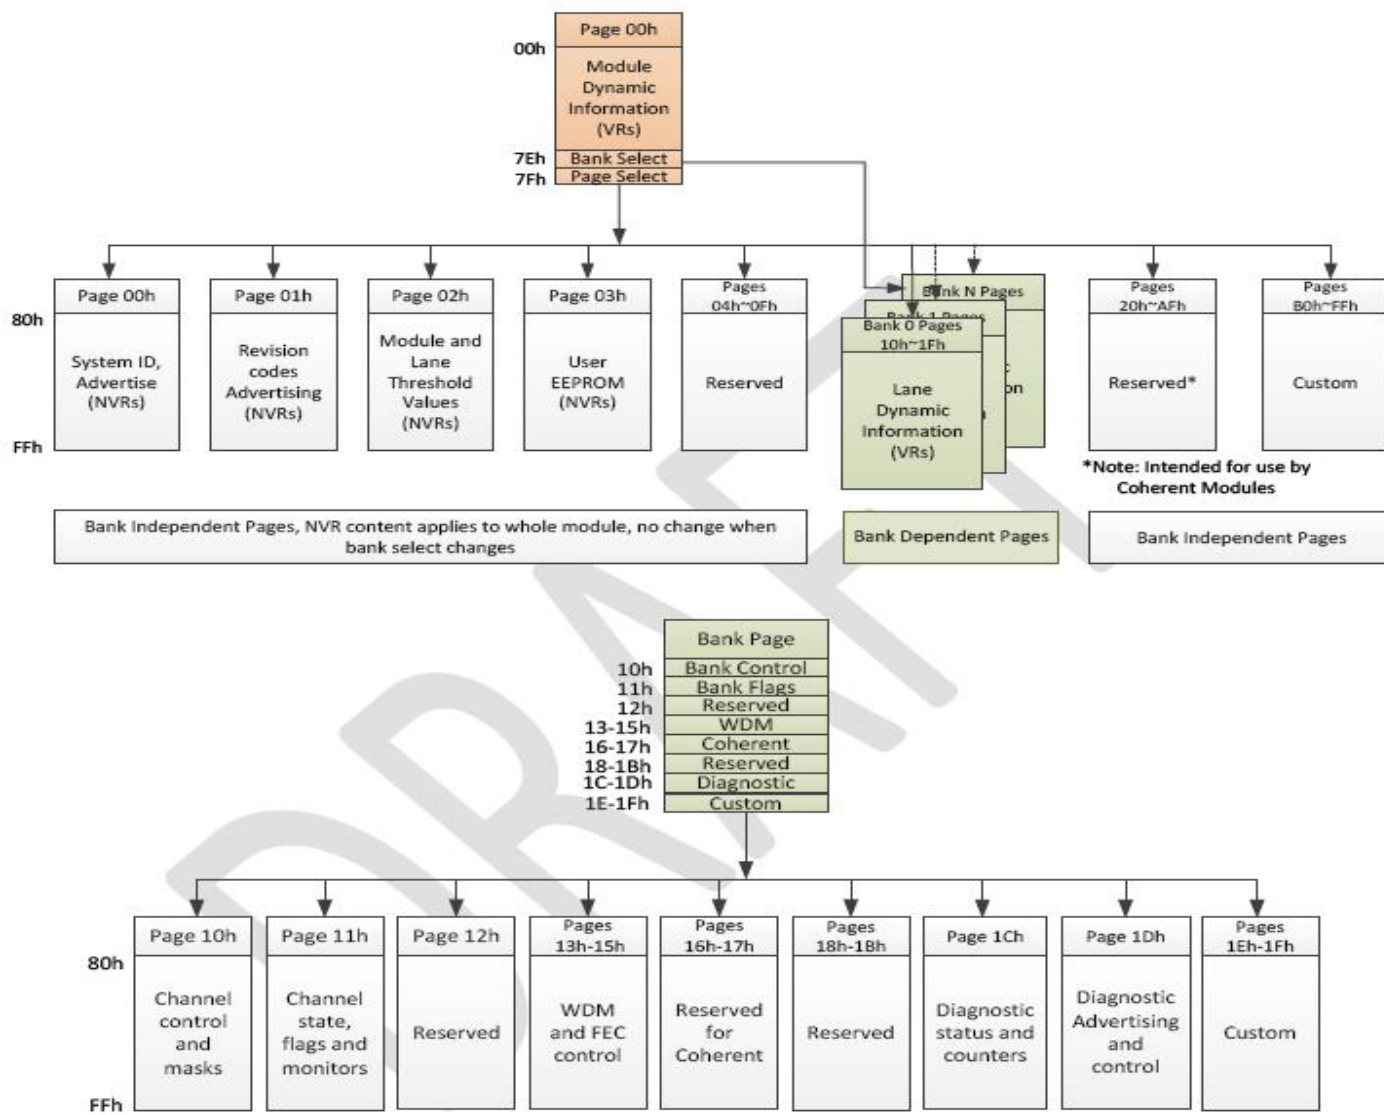 Page 00h
00h
Module
Dynamic
Information
(VRs)
7Eh
Bank Select
7Fh
Page Select
80h
FFh
Page 00h
System ID,
Advertise
(NVRs)
Page 01h
Revision
codes
Advertising
(NVRs)
Page 02h
Module and
Lane
Threshold
Values
(NVRs)
Page 03h
User
EEPROM
(NVRs)
Pages
04h~0Fh
Reserved
Bank N Pages
Bank 1 Pages
Bank 0 Pages
10h~1Fh
Lane
Dynamic
Information
(VRs)
Pages
20h~AFh
Reserved*
Pages
B0h~FFh
Custom
*Note: Intended for use by
Coherent Modules
Bank Independent Pages, NVR content applies to whole module, no change when
bank select changes
Bank Dependent Pages
Bank Independent Pages
DRAFT
Bank Page
10h
Bank Control
11h
Bank Flags
12h
Reserved
13-15h
WDM
16-17h
Coherent
18-1Bh
Reserved
1C-1Dh
Diagnostic
1E-1Fh
Custom
80h
FFh
Page 10h
Channel
control
and
masks
Page 11h
Channel
state,
flags and
monitors
Page 12h
Reserved
Pages
13h-15h
WDM
and FEC
control
Pages
16h-17h
Reserved
for
Coherent
Pages
18h-1Bh
Reserved
Page 1Ch
Diagnostic
status and
counters
Page 1Dh
Diagnostic
Advertising
and
control
Pages
1Eh-1Fh
Custom